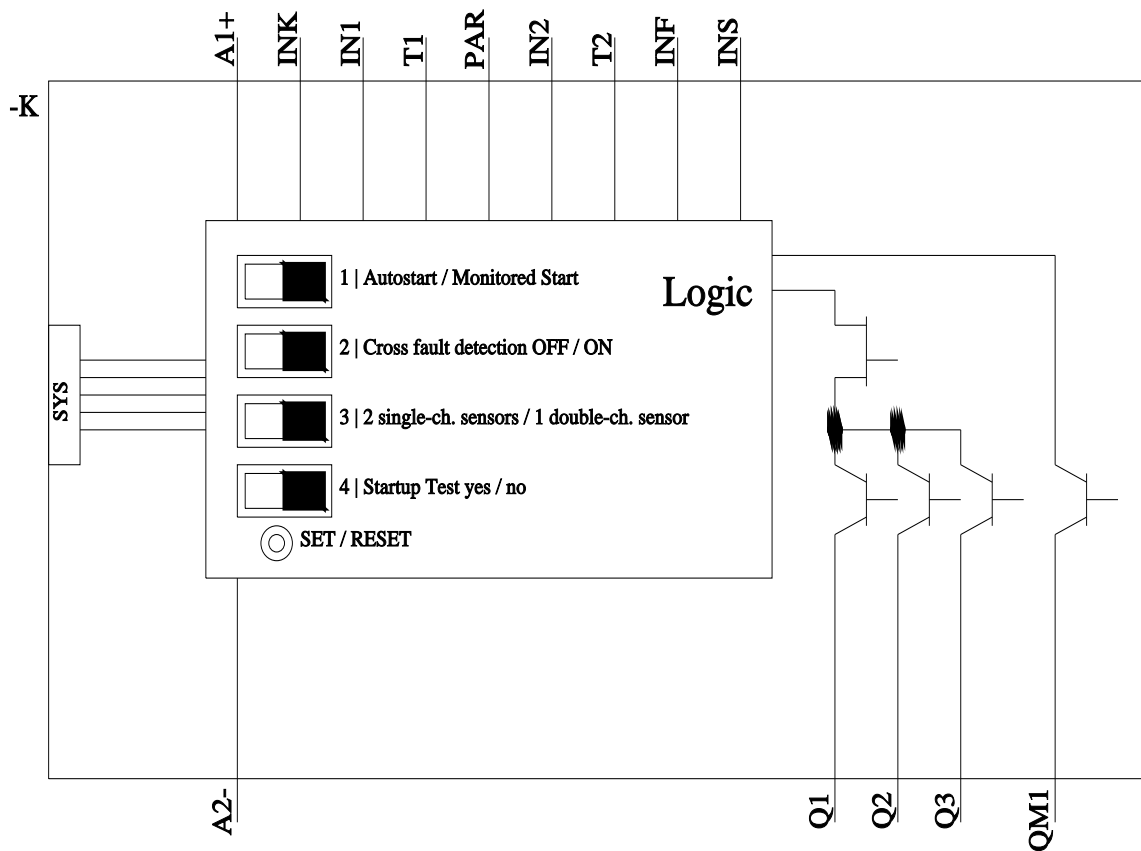 A1+
INK
IN1
T1
PAR
IN2
T2
INF
INS
-K
1 | Autostart / Monitored Start
Logic
2 | Cross fault detection OFF / ON
SYS
3 | 2 single-ch. sensors / 1 double-ch. sensor
4 | Startup Test yes / no
SET / RESET
A2-
Q1
Q2
Q3
QM1